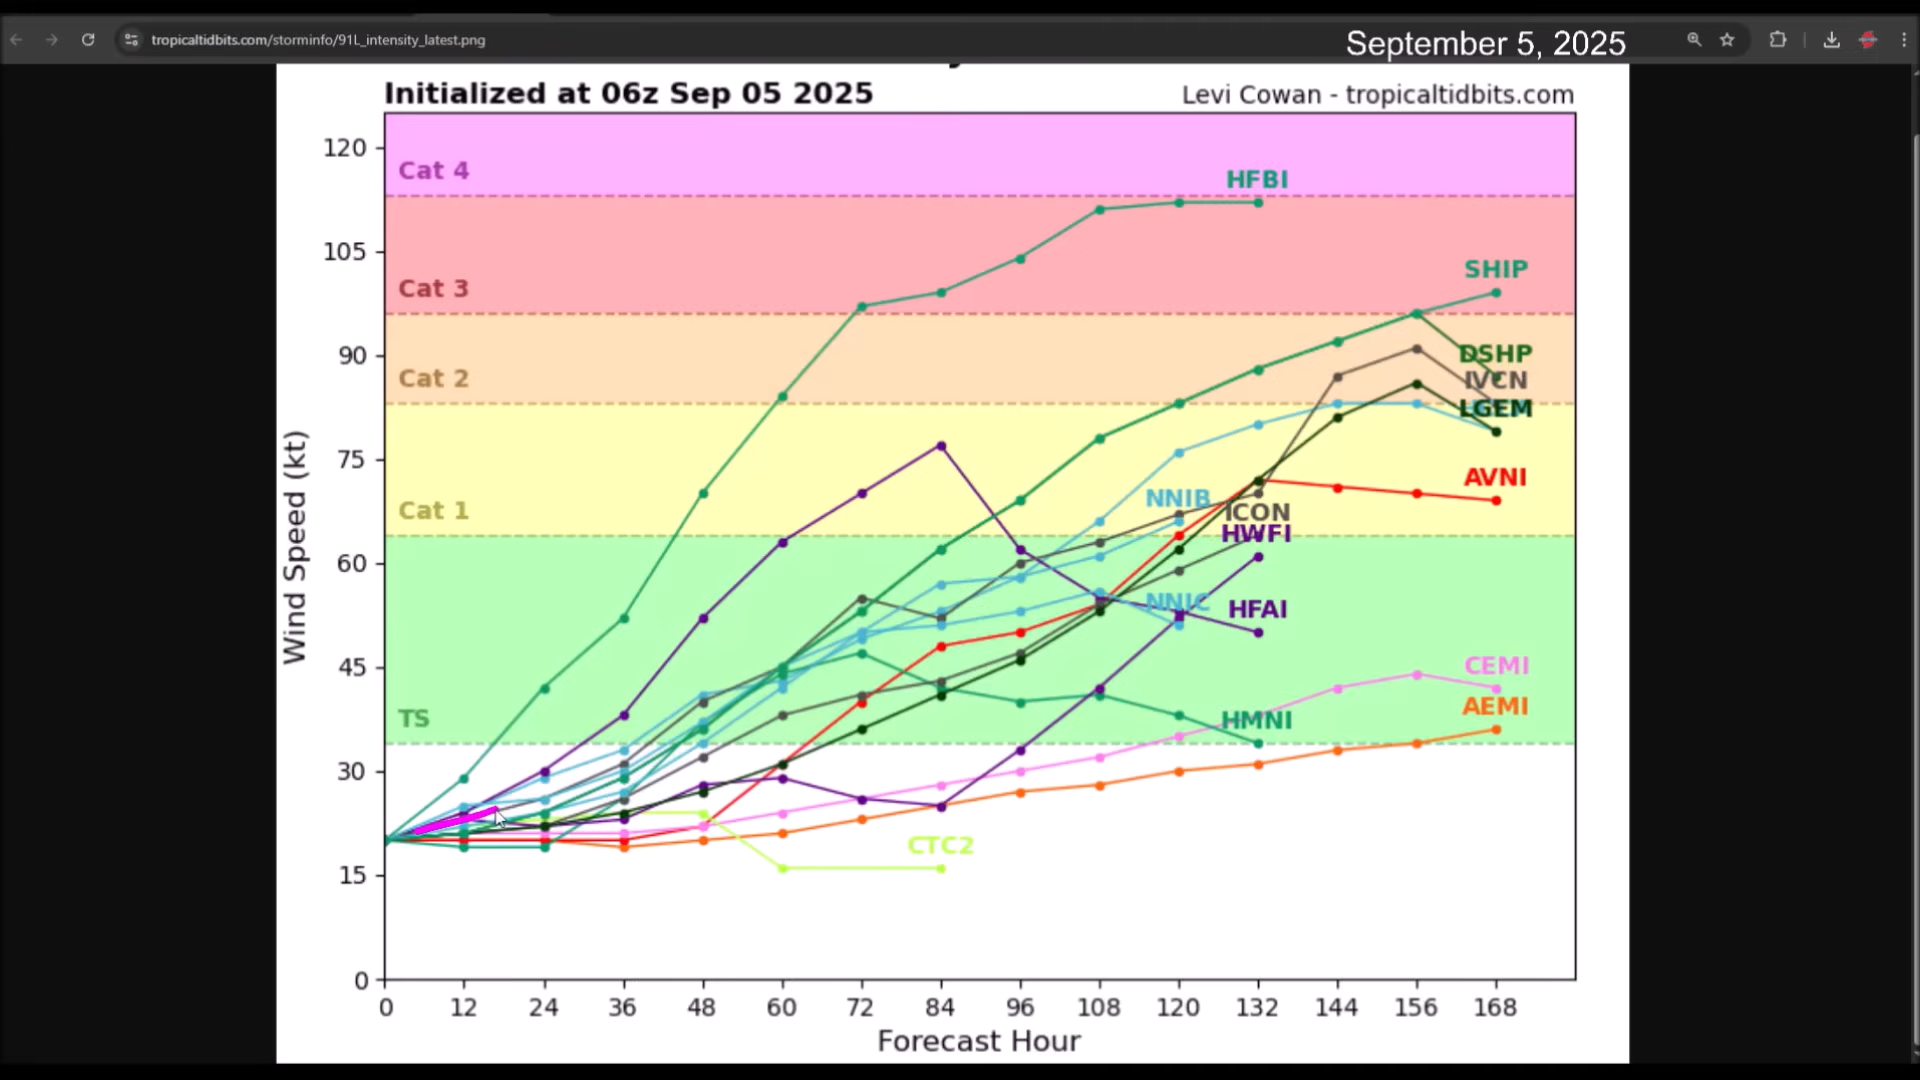 tropicaltidbits.com/storminfo/91L_intensity_latest.png
September 5, 2025
Initialized at 06z Sep 05 2025
Levi Cowan - tropicaltidbits.com
120
105
90
75
60
45
30
15
0
Wind Speed (kt)
Cat 4
Cat 3
Cat 2
Cat 1
TS
HFBI
SHIP
DSHP
IVCN
LGEM
AVNI
NNIB
ICON
HWFI
NNIC
HFAI
CEMI
AEMI
HMNI
CTC2
0 12 24 36 48 60 72 84 96 108 120 132 144 156 168
Forecast Hour